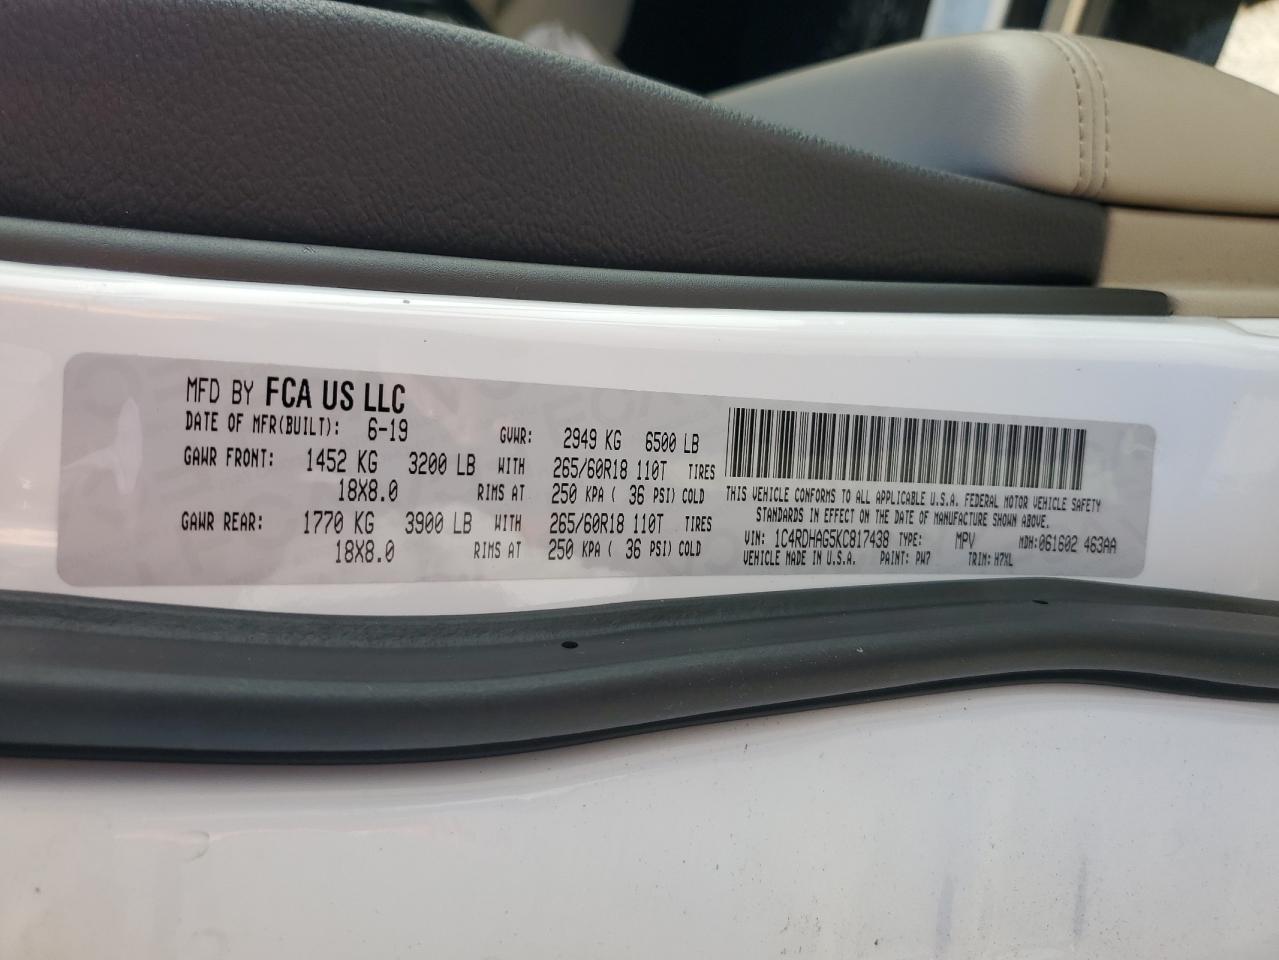 MFD BY FCA US LLC
DATE OF MFR(BUILT): 6-19 GVWR: 2949 KG 6500 LB
GAWR FRONT: 1452 KG 3200 LB WITH 265/60R18 110T TIRES
18X8.0 RIMS AT 250 KPA ( 36 PSI) COLD
GAWR REAR: 1770 KG 3900 LB WITH 265/60R18 110T TIRES
18X8.0 RIMS AT 250 KPA ( 36 PSI) COLD
THIS VEHICLE CONFORMS TO ALL APPLICABLE U.S.A. FEDERAL MOTOR VEHICLE SAFETY
STANDARDS IN EFFECT ON THE DATE OF MANUFACTURE SHOWN ABOVE.
VIN: 1C4RDHAG5KC817438 TYPE: MPV MDH:061602 463AA
VEHICLE MADE IN U.S.A. PAINT: PW7 TRIM: H7XL